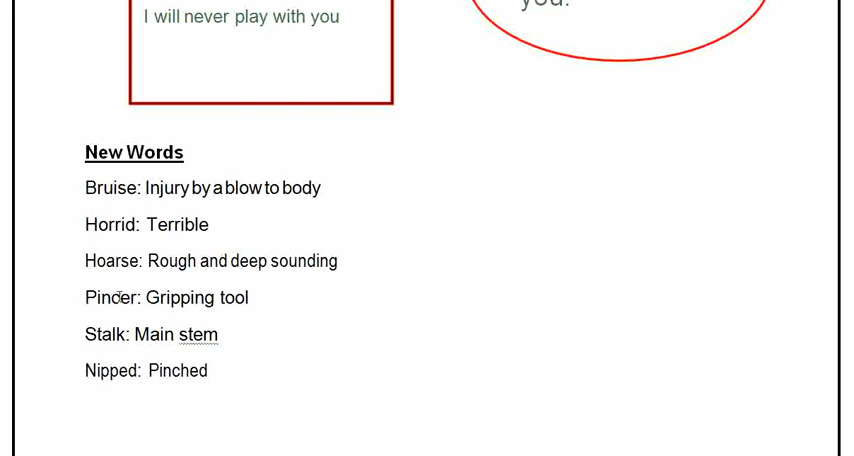 I will never play with you
you.
New Words
Bruise: Injury by a blow to body
Horrid: Terrible
Hoarse: Rough and deep sounding
Pincer: Gripping tool
Stalk: Main stem
Nipped: Pinched